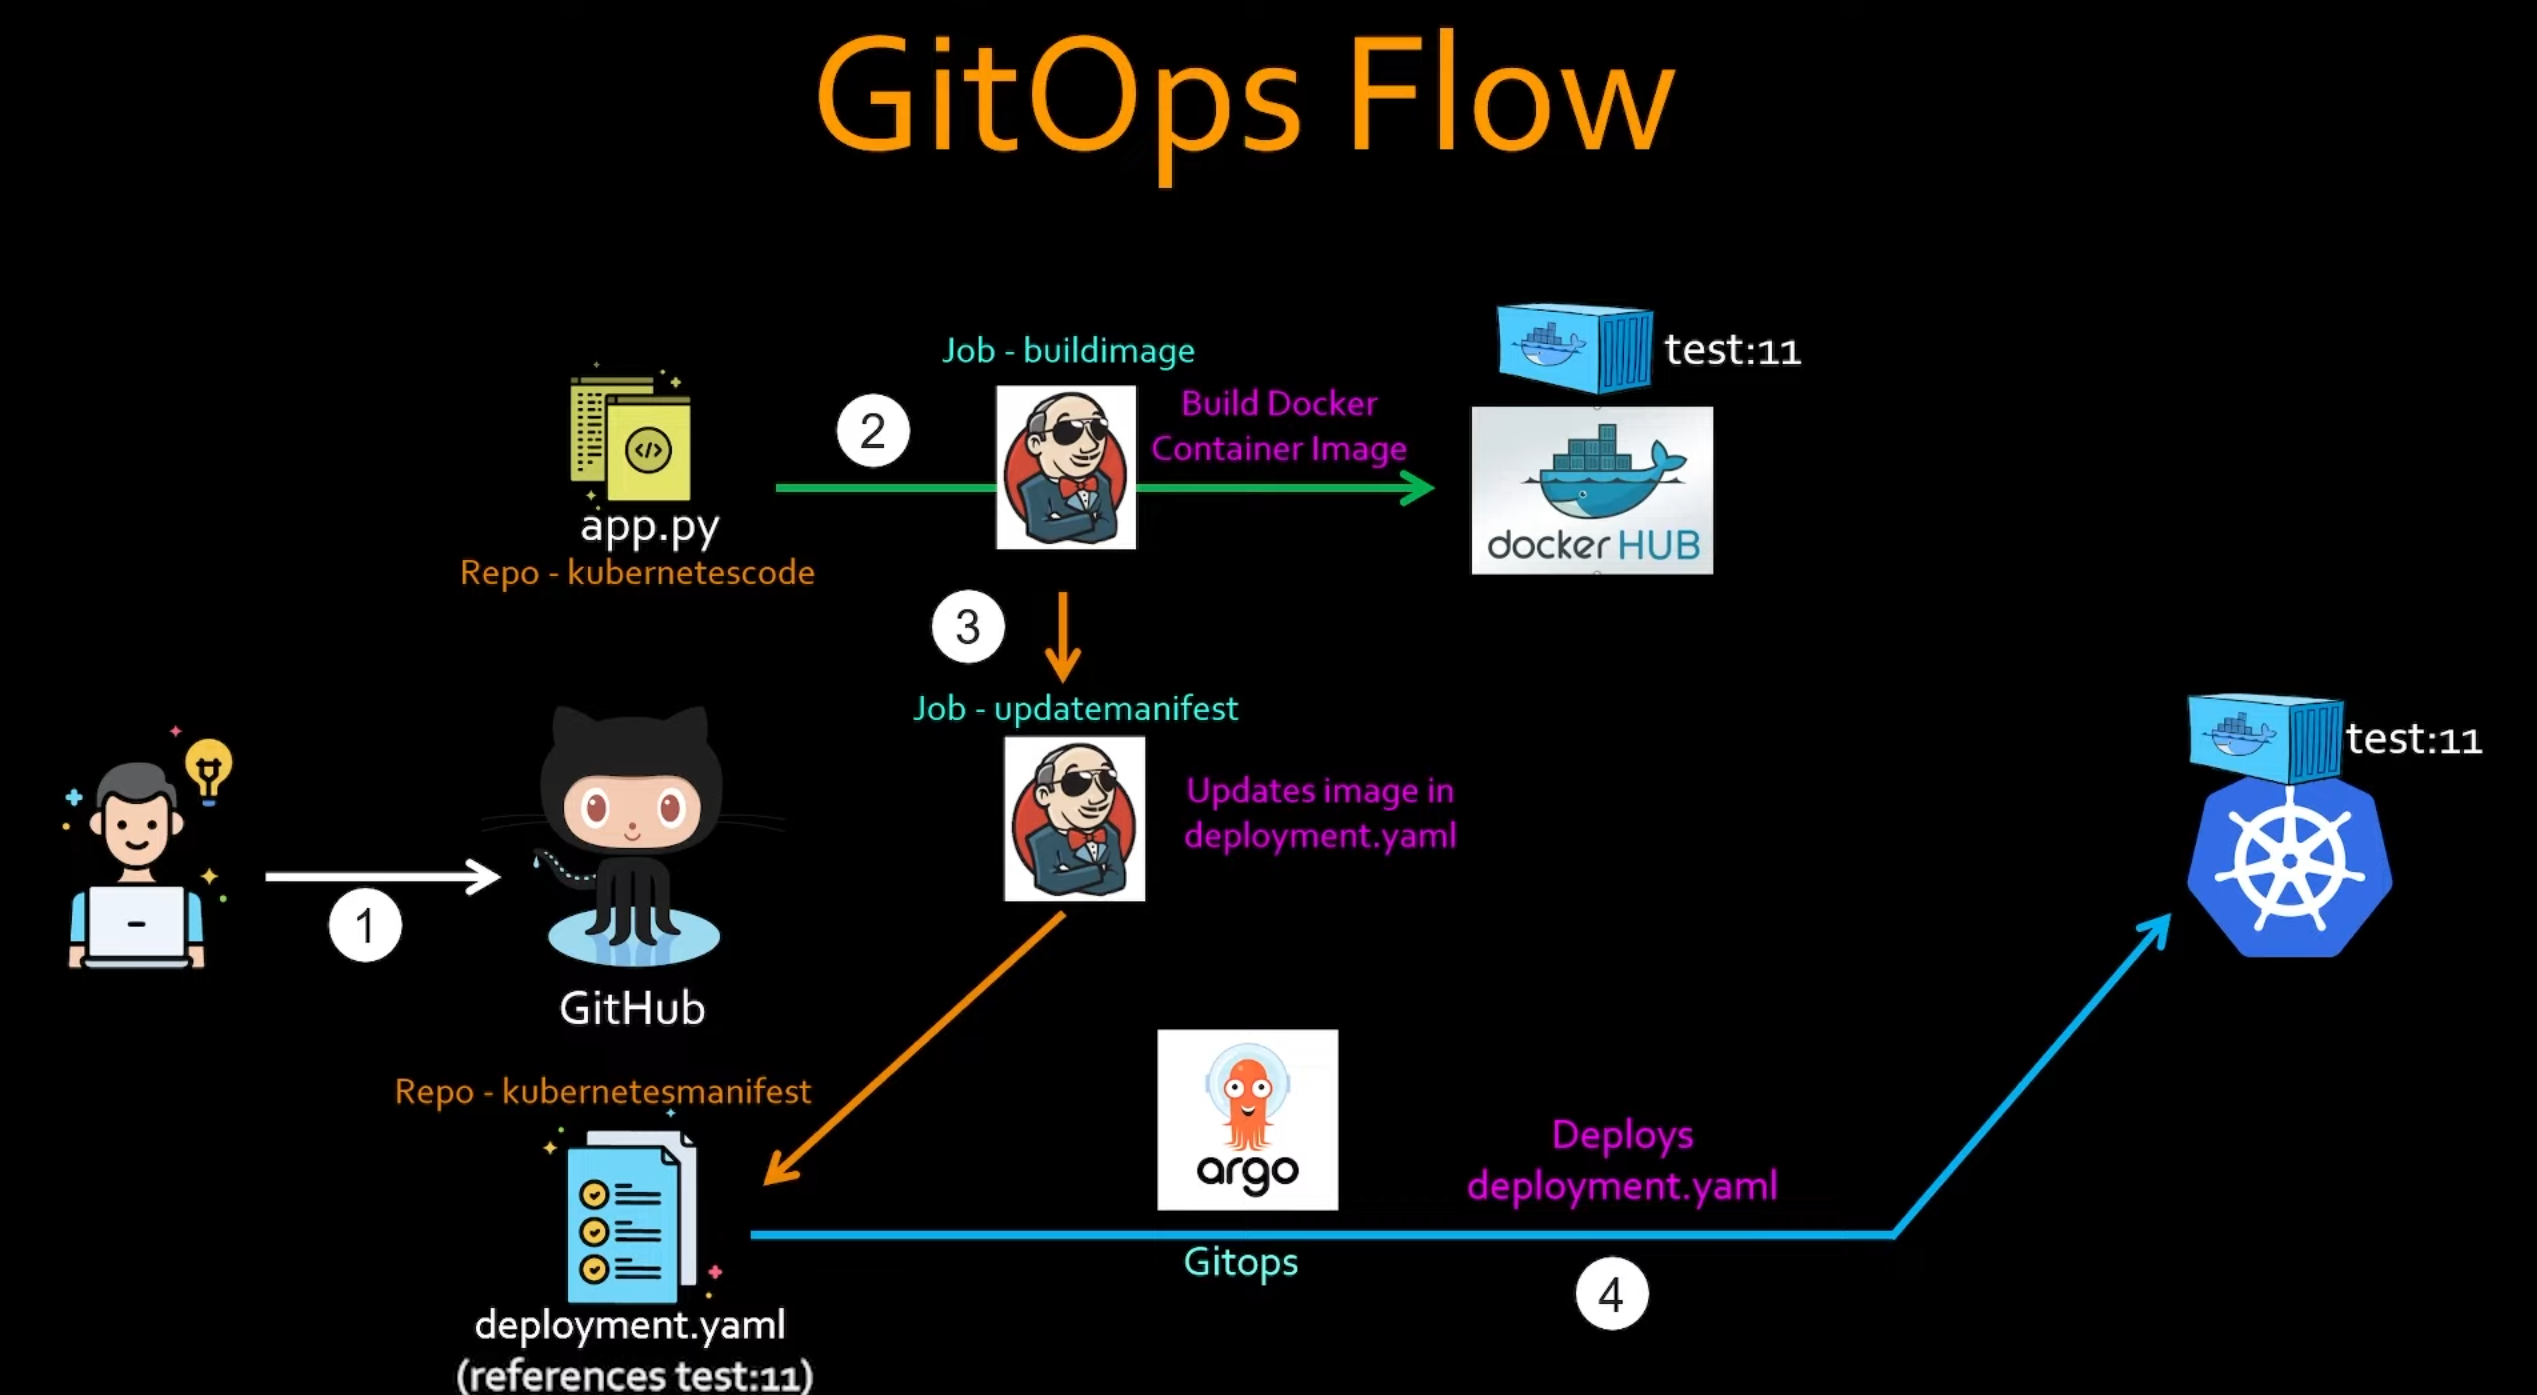 GitOps Flow
Job - buildimage
test:11
2
Build Docker
Container Image
docker HUB
app.py
Repo - kubernetescode
3
Job - updatemanifest
test:11
Updates image in
deployment.yaml
1
GitHub
Repo - kubernetesmanifest
argo
Deploys
deployment.yaml
Gitops
4
deployment.yaml
(references test:11)